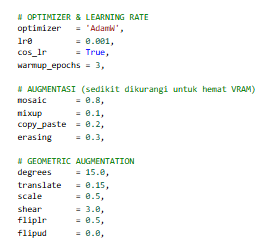 # OPTIMIZER & LEARNING RATE
optimizer = 'AdamW',
lr0 = 0.001,
cos_lr = True,
warmup_epochs = 3,
# AUGMENTASI (sedikit dikurangi untuk hemat VRAM)
mosaic = 0.8,
mixup = 0.1,
copy_paste = 0.2,
erasing = 0.3,
# GEOMETRIC AUGMENTATION
degrees = 15.0,
translate = 0.15,
scale = 0.5,
shear = 3.0,
fliplr = 0.5,
flipud = 0.0,